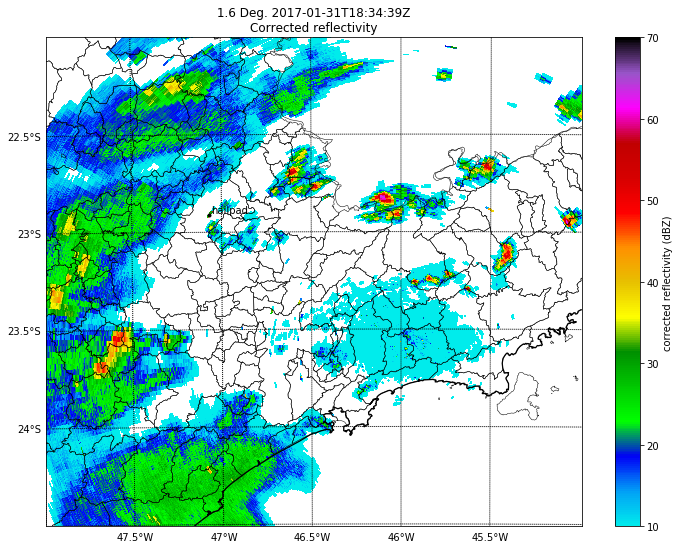 1.6 Deg. 2017-01-31T18:34:39Z
Corrected reflectivity
70
60
50
40
30
20
10
corrected reflectivity (dBZ)
22.5°S
23°S
23.5°S
24°S
47.5°W
47°W
46.5°W
46°W
45.5°W